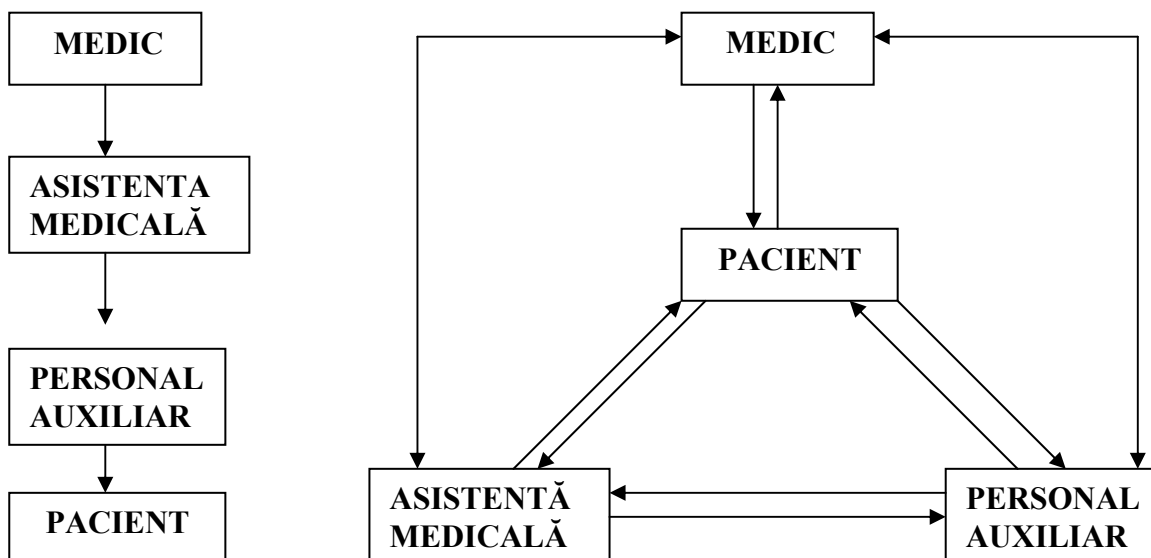 MEDIC
ASISTENTA
MEDICALĂ
PERSONAL
AUXILIAR
PACIENT
MEDIC
PACIENT
ASISTENTĂ
MEDICALĂ
PERSONAL
AUXILIAR